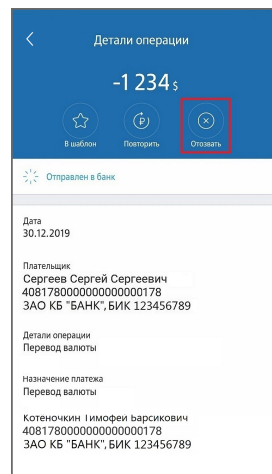 Детали операции
-1 234 $
В шаблон Повторить Отозвать
Отправлен в банк
Дата
30.12.2019
Плательщик
Сергеев Сергей Сергеевич
40817800000000000178
ЗАО КБ "БАНК", БИК 123456789
Детали операции
Перевод валюты
Назначение платежа
Перевод валюты
Котеночкин Тимофей Барсикович
40817800000000000178
ЗАО КБ "БАНК", БИК 123456789